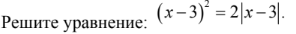 Решите уравнение: (x−3)² = 2|x−3|.